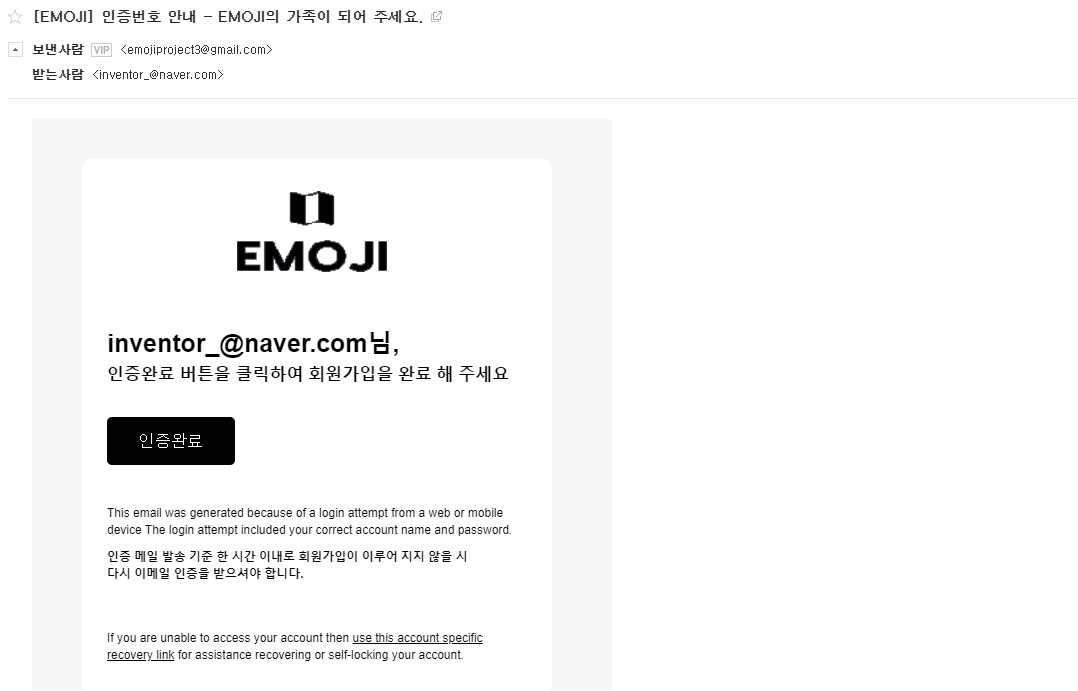 [EMOJI] 인증번호 안내 - EMOJI의 가족이 되어 주세요.
보낸사람 VIP <emojiproject3@gmail.com>
받는사람 <inventor_@naver.com>
EMOJI
inventor_@naver.com님,
인증완료 버튼을 클릭하여 회원가입을 완료 해 주세요
인증완료
This email was generated because of a login attempt from a web or mobile
device The login attempt included your correct account name and password.
인증 메일 발송 기준 한 시간 이내로 회원가입이 이루어 지지 않을 시
다시 이메일 인증을 받으셔야 합니다.
If you are unable to access your account then use this account specific
recovery link for assistance recovering or self-locking your account.